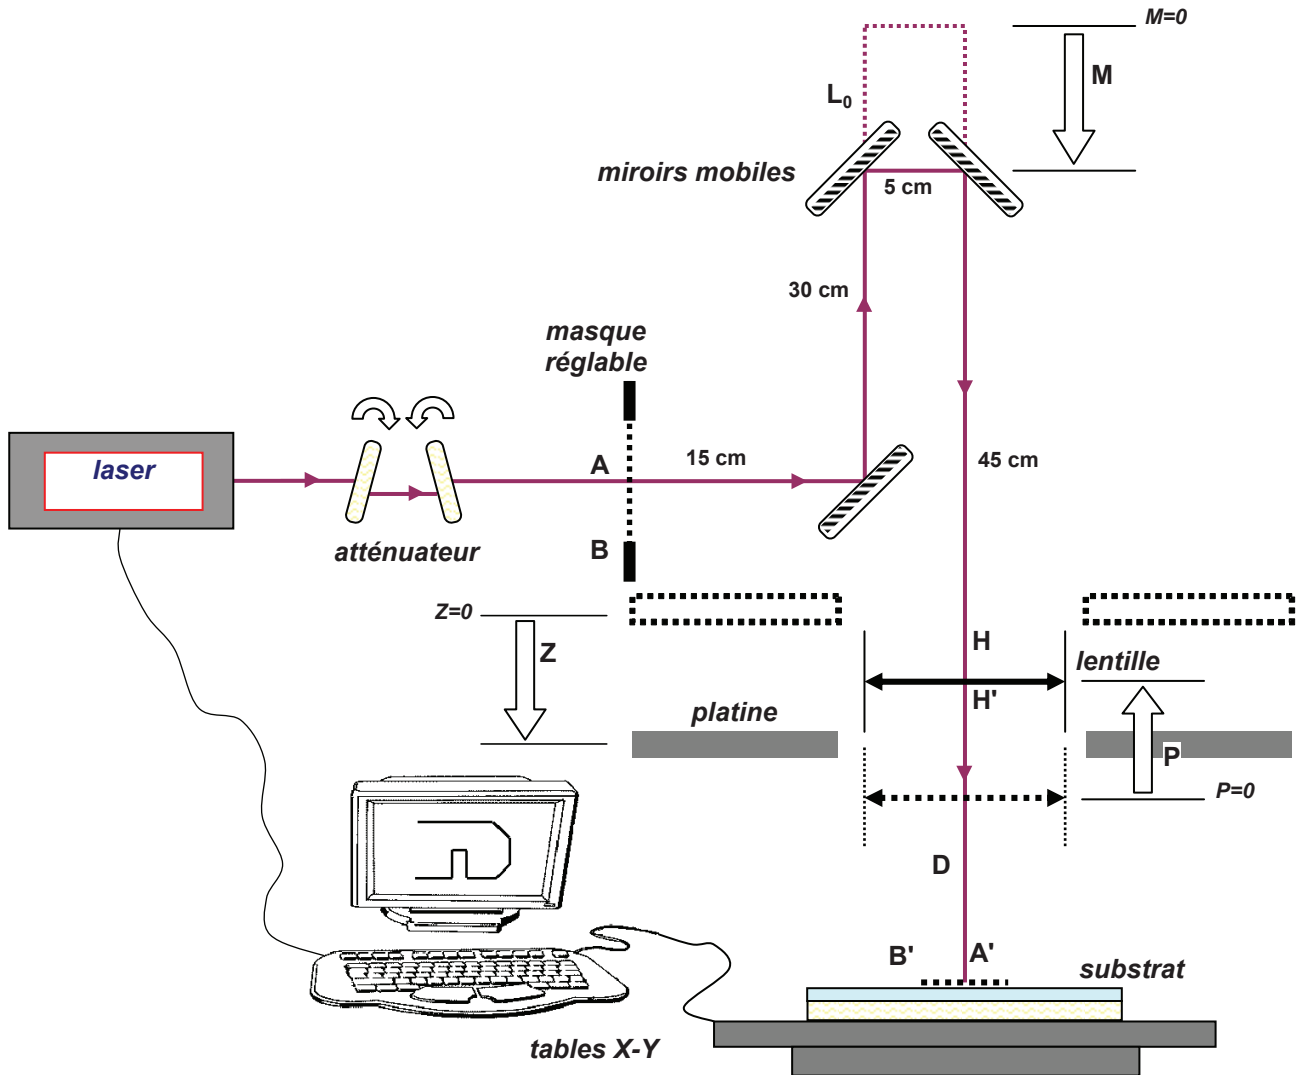 M=0
M
L₀
miroirs mobiles
5 cm
30 cm
masque
réglable
laser
A
15 cm
45 cm
atténuateur
B
Z=0
Z
H
lentille
H'
platine
P
P=0
D
B'
A'
substrat
tables X-Y